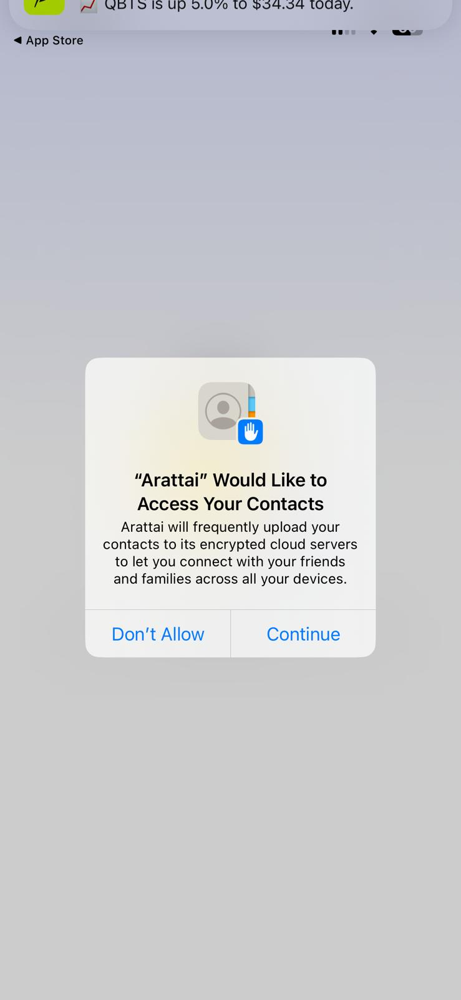 QBTS is up 5.0% to $34.34 today.
◀ App Store
“Arattai” Would Like to
Access Your Contacts
Arattai will frequently upload your
contacts to its encrypted cloud servers
to let you connect with your friends
and families across all your devices.
Don’t Allow
Continue